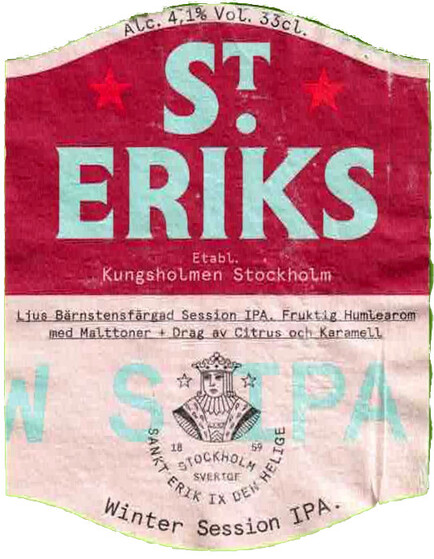 Alc. 4,1% Vol. 33cl.
ST.
ERIKS
Etabl.
Kungsholmen Stockholm
Ljus Bärnstensfärgad Session IPA. Fruktig Humlearom
med Malttoner + Drag av Citrus och Karamell
W S IPA
18 59
STOCKHOLM
SVERIGE
SANKT ERIK IX DEN HELIGE
Winter Session IPA.